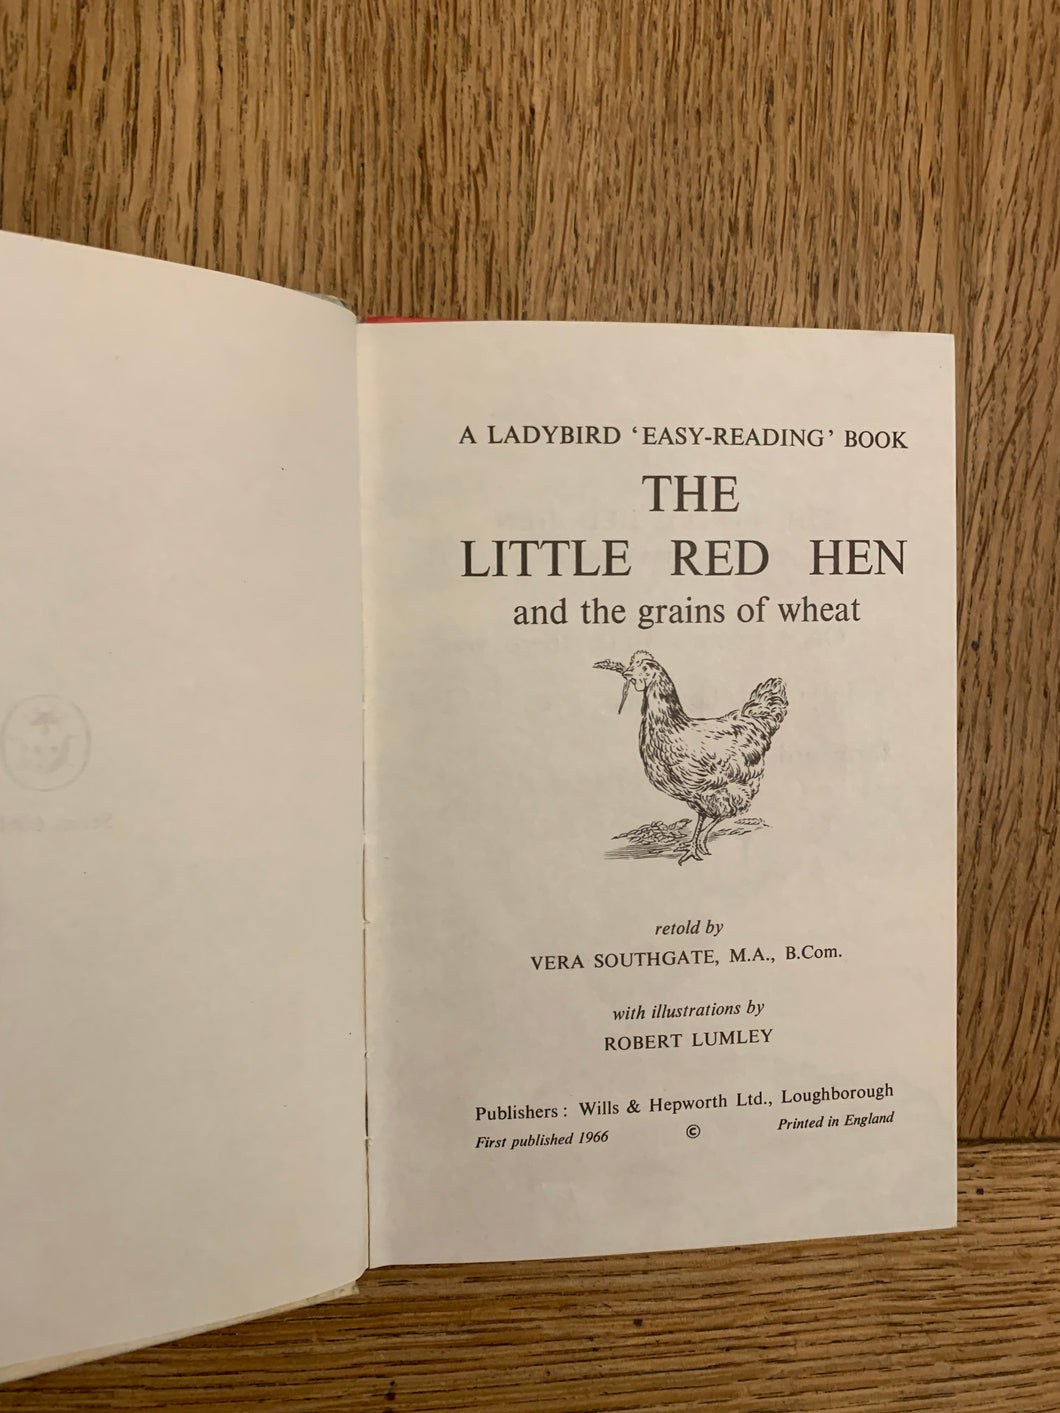 A LADYBIRD ‘EASY-READING’ BOOK
THE
LITTLE RED HEN
and the grains of wheat
retold by
VERA SOUTHGATE, M.A., B.Com.
with illustrations by
ROBERT LUMLEY
Publishers: Wills & Hepworth Ltd., Loughborough
First published 1966 © Printed in England